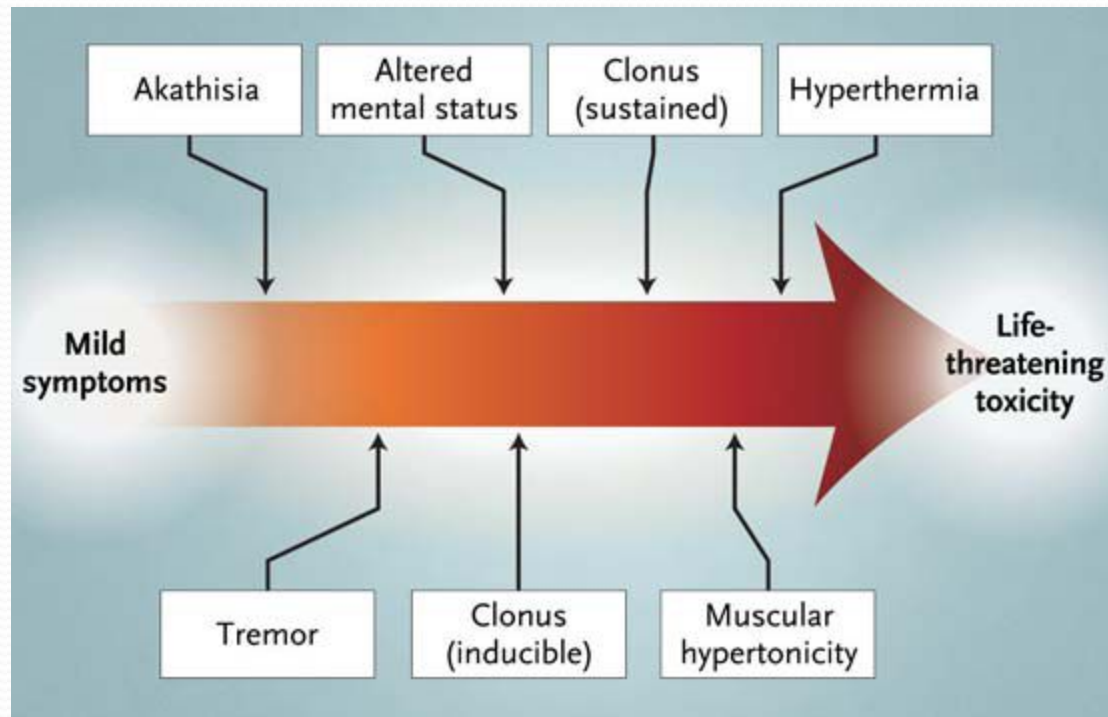 Akathisia
Altered
mental status
Clonus
(sustained)
Hyperthermia
Mild
symptoms
Life-
threatening
toxicity
Tremor
Clonus
(inducible)
Muscular
hypertonicity